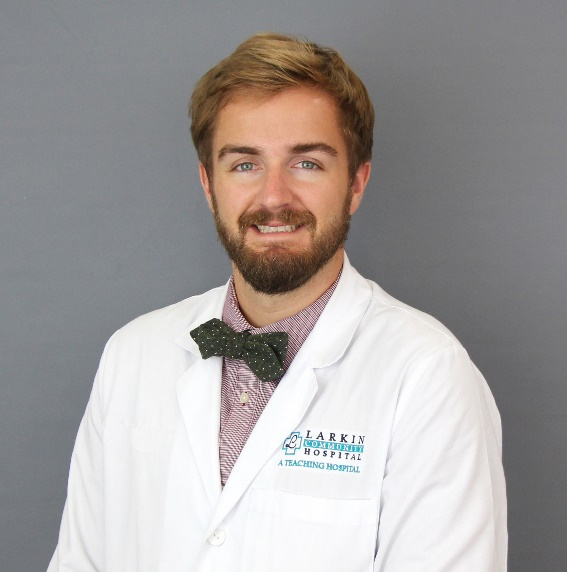 LARKIN
COMMUNITY
HOSPITAL
A TEACHING HOSPITAL